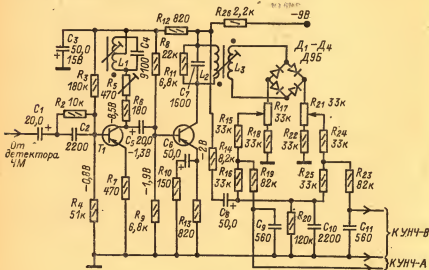 R12 820
R26 2,2к
-9В
C3
50,0
15В
L1
C4
9100
R8
22к
R11
6,8к
L2
L3
Д1-Д4
Д9Б
R3
180к
R5
470
R6
180
C7
1600
C1
20,0
R2 10к
C2
2200
-8,5В
C5
200
-1,3В
T1
C6
50,0
-2В
R15
33к
R17
33к
R21
33к
R18
33к
R22
33к
R24
33к
От
детектора
ЧМ
-0,8В
R7
470
-1,9В
R10
150
R14
8,2к
R16
33к
R19
82к
R25
33к
R23
82к
R4
51к
R9
6,8к
R13
820
C8
50,0
C9
560
R20
120к
C10
2200
C11
560
КУНЧ-В
КУНЧ-А